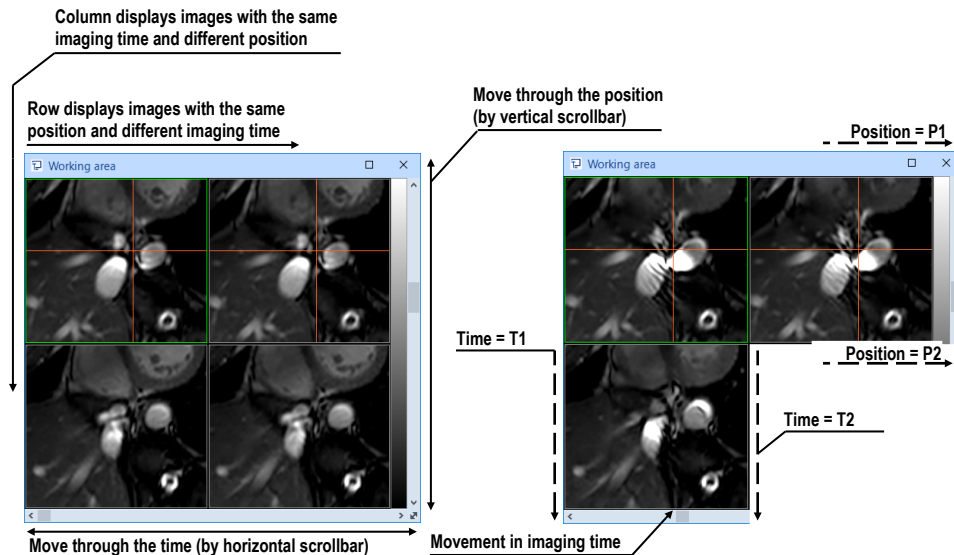 Column displays images with the same
imaging time and different position
Row displays images with the same
position and different imaging time
Move through the position
(by vertical scrollbar)
Position = P1
Working area
Working area
Time = T1
Position = P2
Time = T2
Move through the time (by horizontal scrollbar)
Movement in imaging time